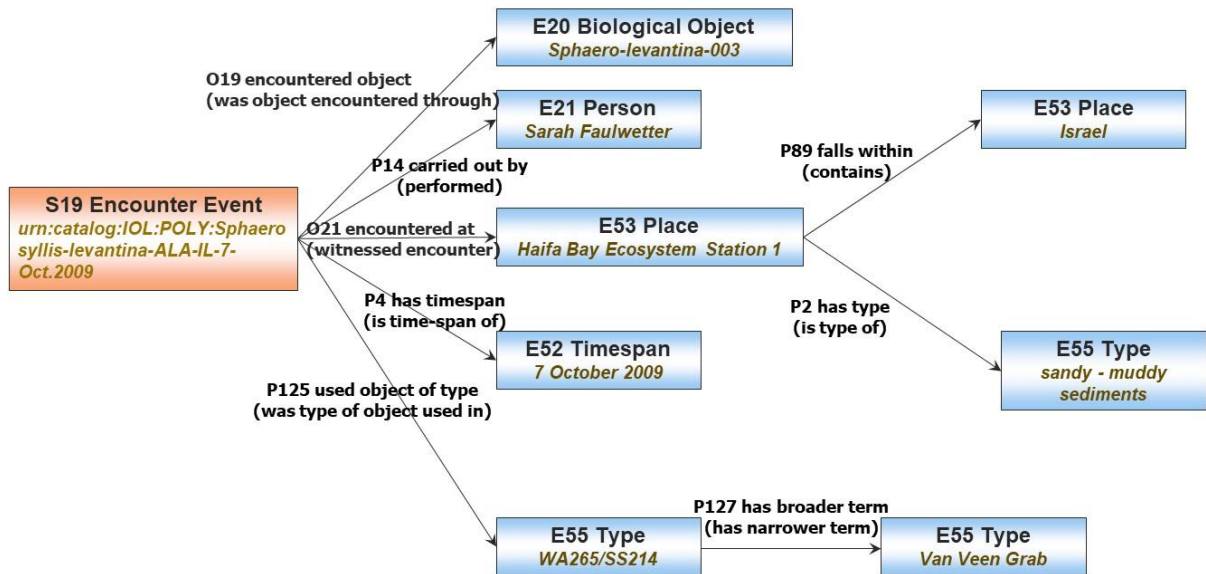 E20 Biological Object
Sphaero-levantina-003
O19 encountered object
(was object encountered through)
E21 Person
Sarah Faulwetter
E53 Place
Israel
P14 carried out by
(performed)
P89 falls within
(contains)
S19 Encounter Event
urn:catalog:IOL:POLY:Sphaero
syllis-levantina-ALA-IL-7-
Oct.2009
O21 encountered at
(witnessed encounter)
E53 Place
Haifa Bay Ecosystem Station 1
P4 has timespan
(is time-span of)
P2 has type
(is type of)
E52 Timespan
7 October 2009
E55 Type
sandy - muddy
sediments
P125 used object of type
(was type of object used in)
P127 has broader term
(has narrower term)
E55 Type
WA265/SS214
E55 Type
Van Veen Grab